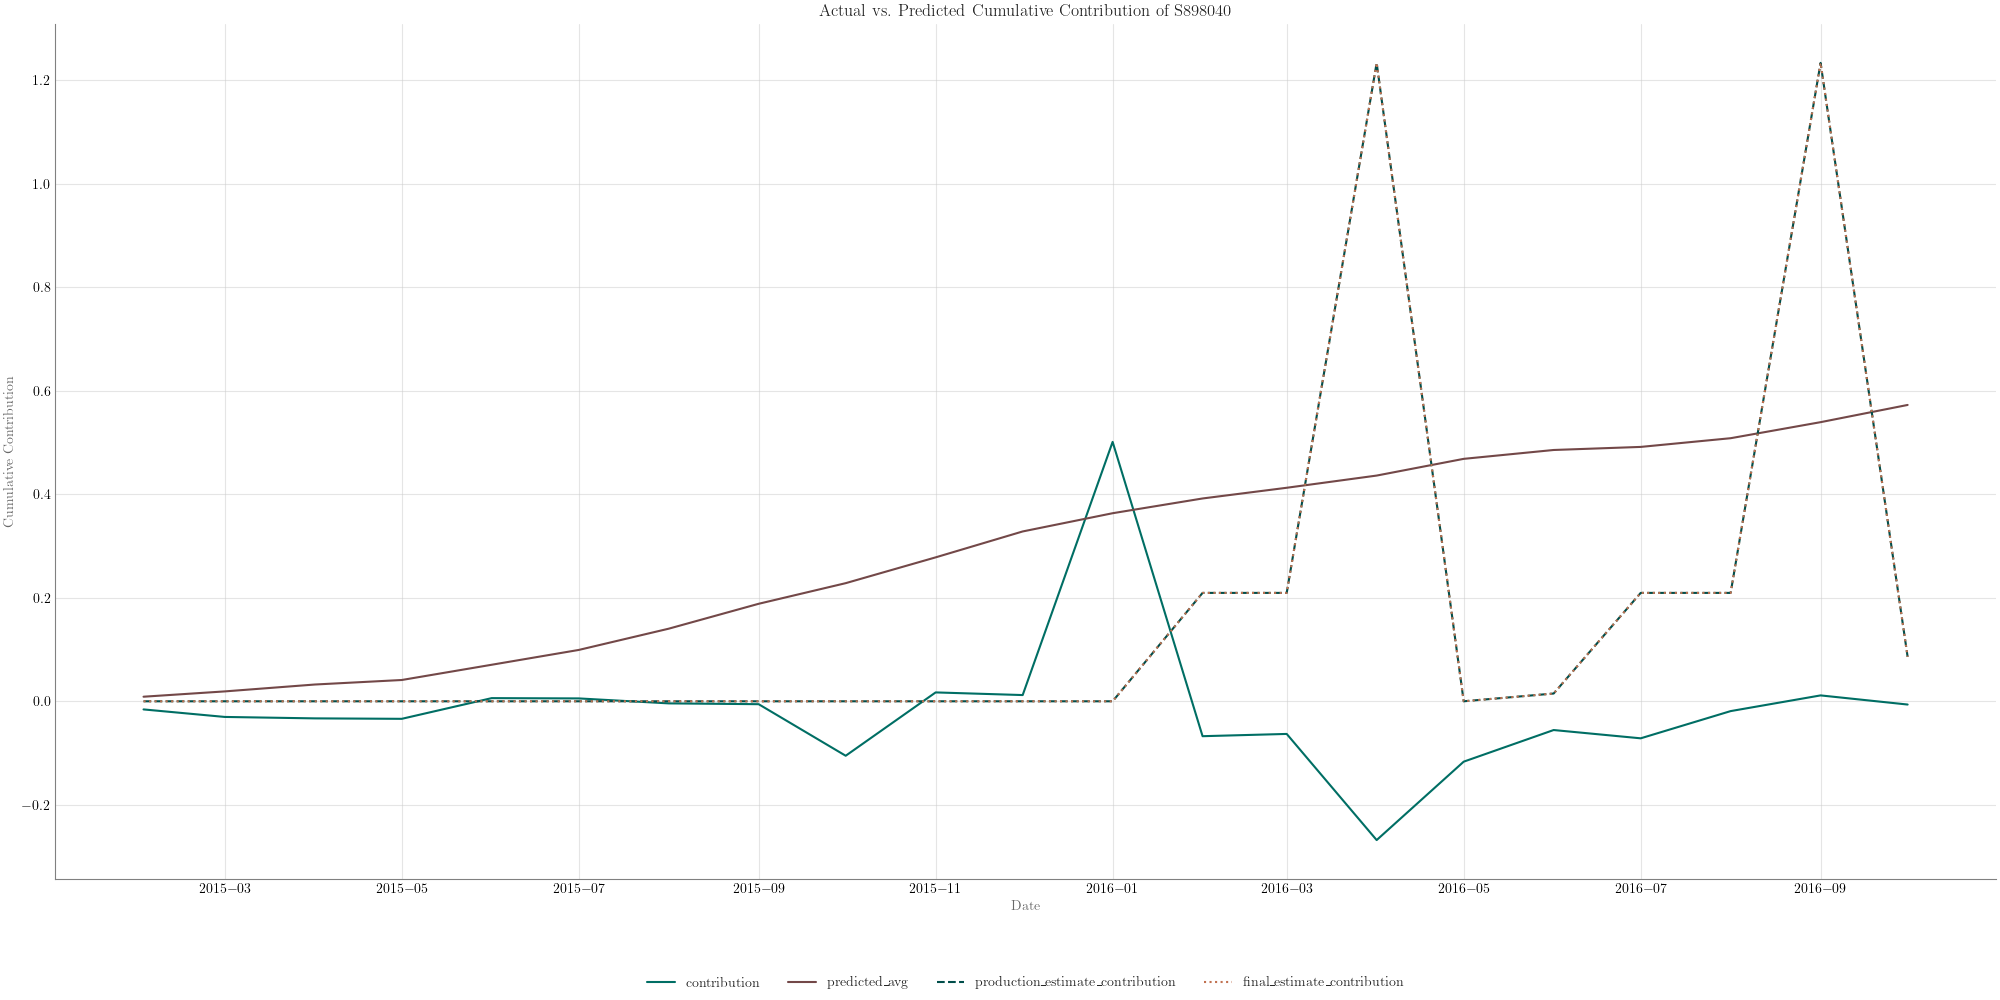 Actual vs. Predicted Cumulative Contribution of S898040
Cumulative Contribution
1.2
1.0
0.8
0.6
0.4
0.2
0.0
−0.2
2015−03 2015−05 2015−07 2015−09 2015−11 2016−01 2016−03 2016−05 2016−07 2016−09
Date
contribution predicted_avg production_estimate_contribution final_estimate_contribution